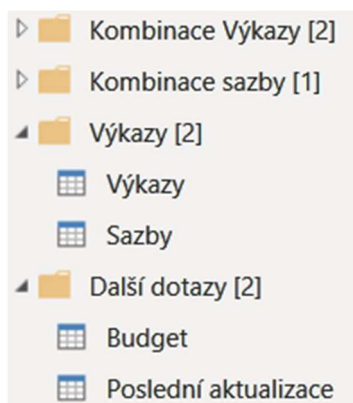 Kombinace Výkazy [2]
Kombinace sazby [1]
Výkazy [2]
Výkazy
Sazby
Další dotazy [2]
Budget
Poslední aktualizace